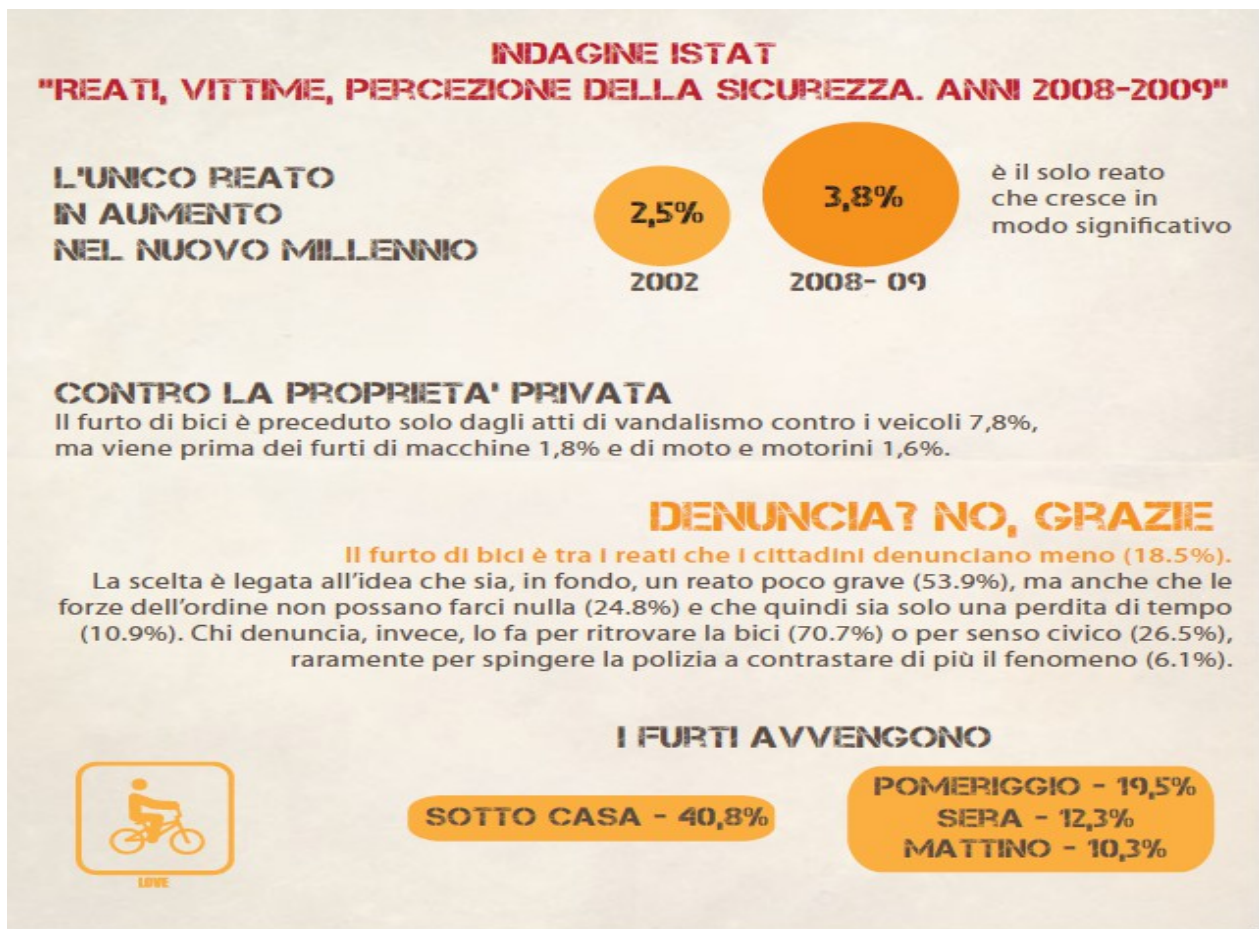 INDAGINE ISTAT
"REATI, VITTIME, PERCEZIONE DELLA SICUREZZA. ANNI 2008-2009"
L'UNICO REATO
IN AUMENTO
NEL NUOVO MILLENNIO
2,5%
2002
3,8%
2008- 09
è il solo reato
che cresce in
modo significativo
CONTRO LA PROPRIETA' PRIVATA
Il furto di bici è preceduto solo dagli atti di vandalismo contro i veicoli 7,8%,
ma viene prima dei furti di macchine 1,8% e di moto e motorini 1,6%.
DENUNCIA? NO, GRAZIE
Il furto di bici è tra i reati che i cittadini denunciano meno (18.5%).
La scelta è legata all'idea che sia, in fondo, un reato poco grave (53.9%), ma anche che le
forze dell'ordine non possano farci nulla (24.8%) e che quindi sia solo una perdita di tempo
(10.9%). Chi denuncia, invece, lo fa per ritrovare la bici (70.7%) o per senso civico (26.5%),
raramente per spingere la polizia a contrastare di più il fenomeno (6.1%).
I FURTI AVVENGONO
SOTTO CASA - 40,8%
POMERIGGIO - 19,5%
SERA - 12,3%
MATTINO - 10,3%
LOVE